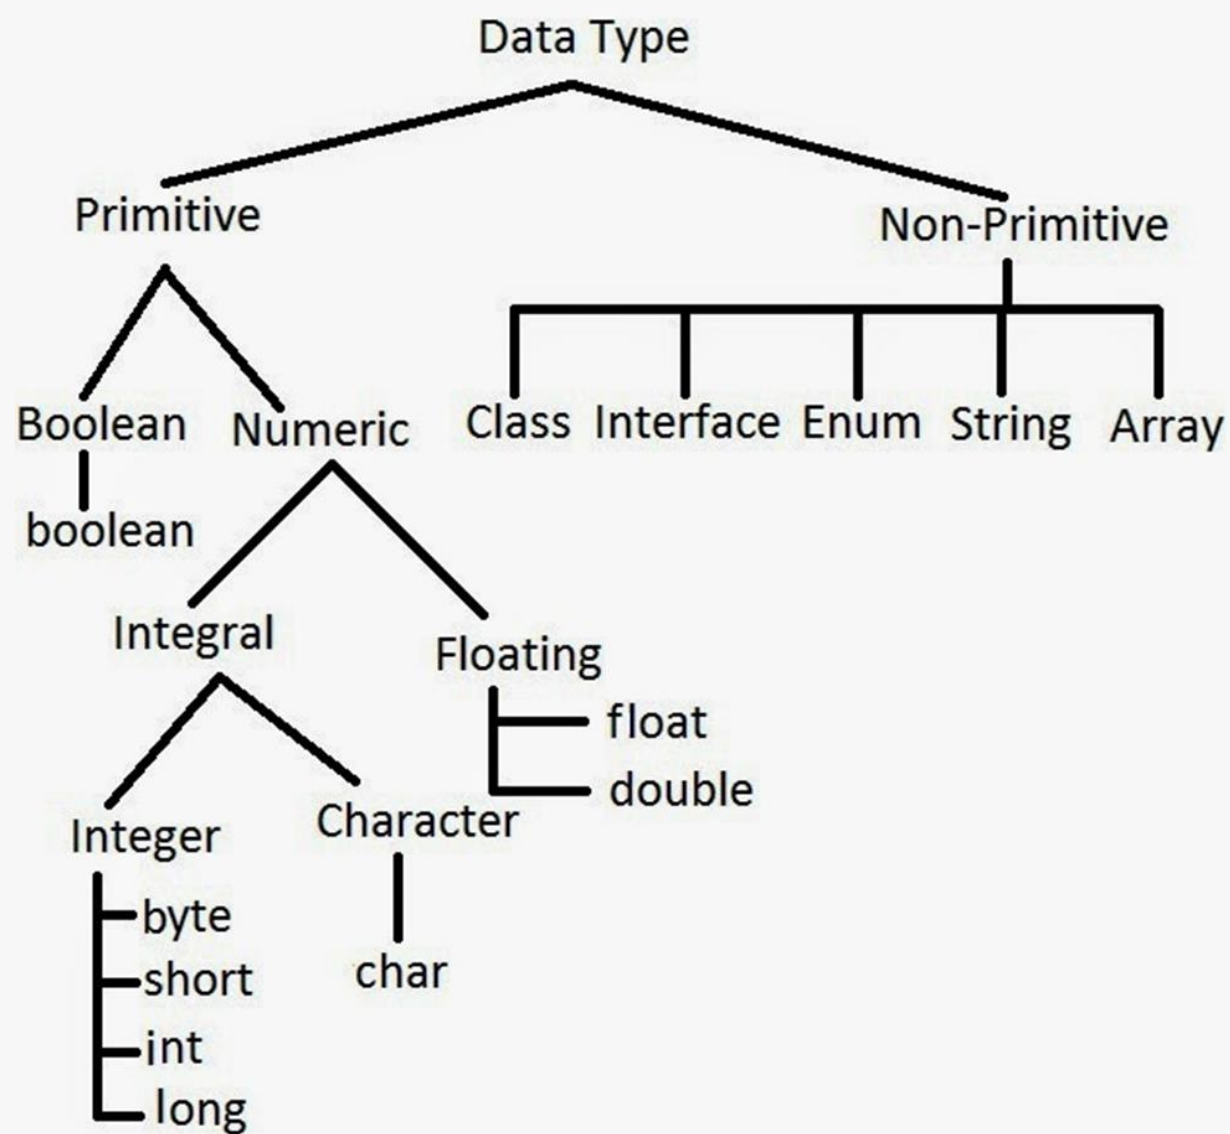 Data Type
Primitive
Non-Primitive
Boolean
Numeric
Class
Interface
Enum
String
Array
boolean
Integral
Floating
float
double
Integer
Character
byte
short
int
long
char